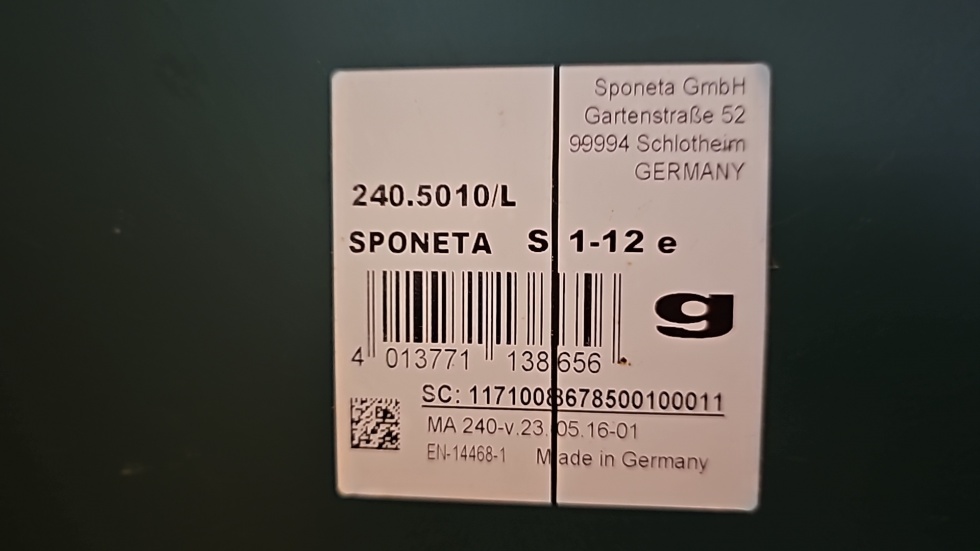 Sponeta GmbH
Gartenstraße 52
99994 Schlotheim
GERMANY
240.5010/L
SPONETA S 1-12 e
g
4 013771 138656
SC: 1171008678500100011
MA 240-v.23.05.16-01
EN-14468-1 Made in Germany